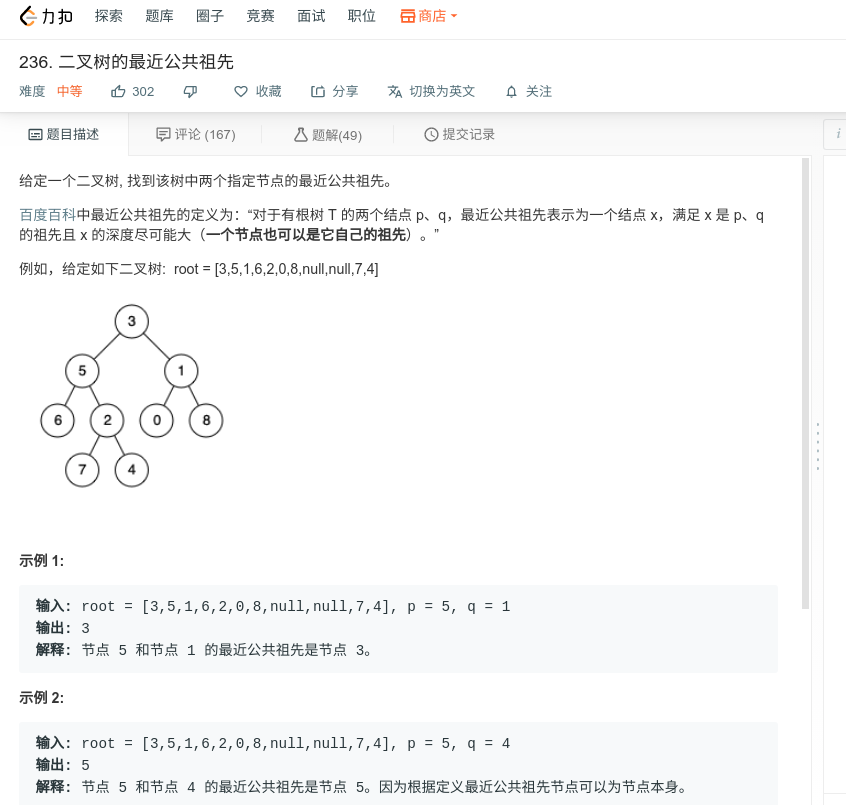 力扣 探索 题库 圈子 竞赛 面试 职位 商店
236. 二叉树的最近公共祖先
难度 中等 302 收藏 分享 切换为英文 关注
题目描述 评论 (167) 题解(49) 提交记录 i
给定一个二叉树, 找到该树中两个指定节点的最近公共祖先。
百度百科中最近公共祖先的定义为：“对于有根树 T 的两个结点 p、q，最近公共祖先表示为一个结点 x，满足 x 是 p、q
的祖先且 x 的深度尽可能大（一个节点也可以是它自己的祖先）。”
例如，给定如下二叉树:  root = [3,5,1,6,2,0,8,null,null,7,4]
3
5 1
6 2 0 8
7 4
示例 1:
输入: root = [3,5,1,6,2,0,8,null,null,7,4], p = 5, q = 1
输出: 3
解释: 节点 5 和节点 1 的最近公共祖先是节点 3。
示例 2:
输入: root = [3,5,1,6,2,0,8,null,null,7,4], p = 5, q = 4
输出: 5
解释: 节点 5 和节点 4 的最近公共祖先是节点 5。因为根据定义最近公共祖先节点可以为节点本身。